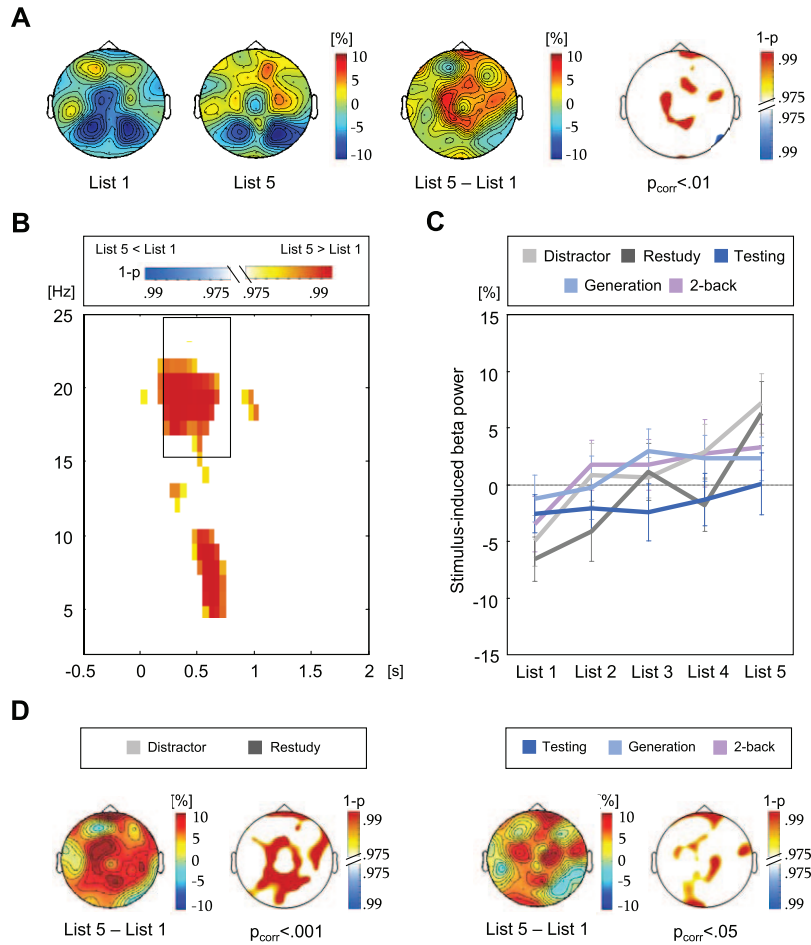 A
[%]
10
5
0
-5
-10
[%]
10
5
0
-5
-10
1-p
.99
.975
.975
.99
List 1
List 5
List 5 – List 1
pcorr<.01
B
List 5 < List 1
List 5 > List 1
1-p
.99
.975
.975
.99
[Hz]
25
20
15
10
5
-0.5
0
0.5
1
1.5
2
[s]
C
Distractor
Restudy
Testing
Generation
2-back
[%]
15
10
5
0
-5
-10
-15
Stimulus-induced beta power
List 1
List 2
List 3
List 4
List 5
D
Distractor
Restudy
[%]
10
5
0
-5
-10
1-p
.99
.975
.975
.99
List 5 – List 1
pcorr<.001
Testing
Generation
2-back
[%]
10
5
0
-5
-10
1-p
.99
.975
.975
.99
List 5 – List 1
pcorr<.05